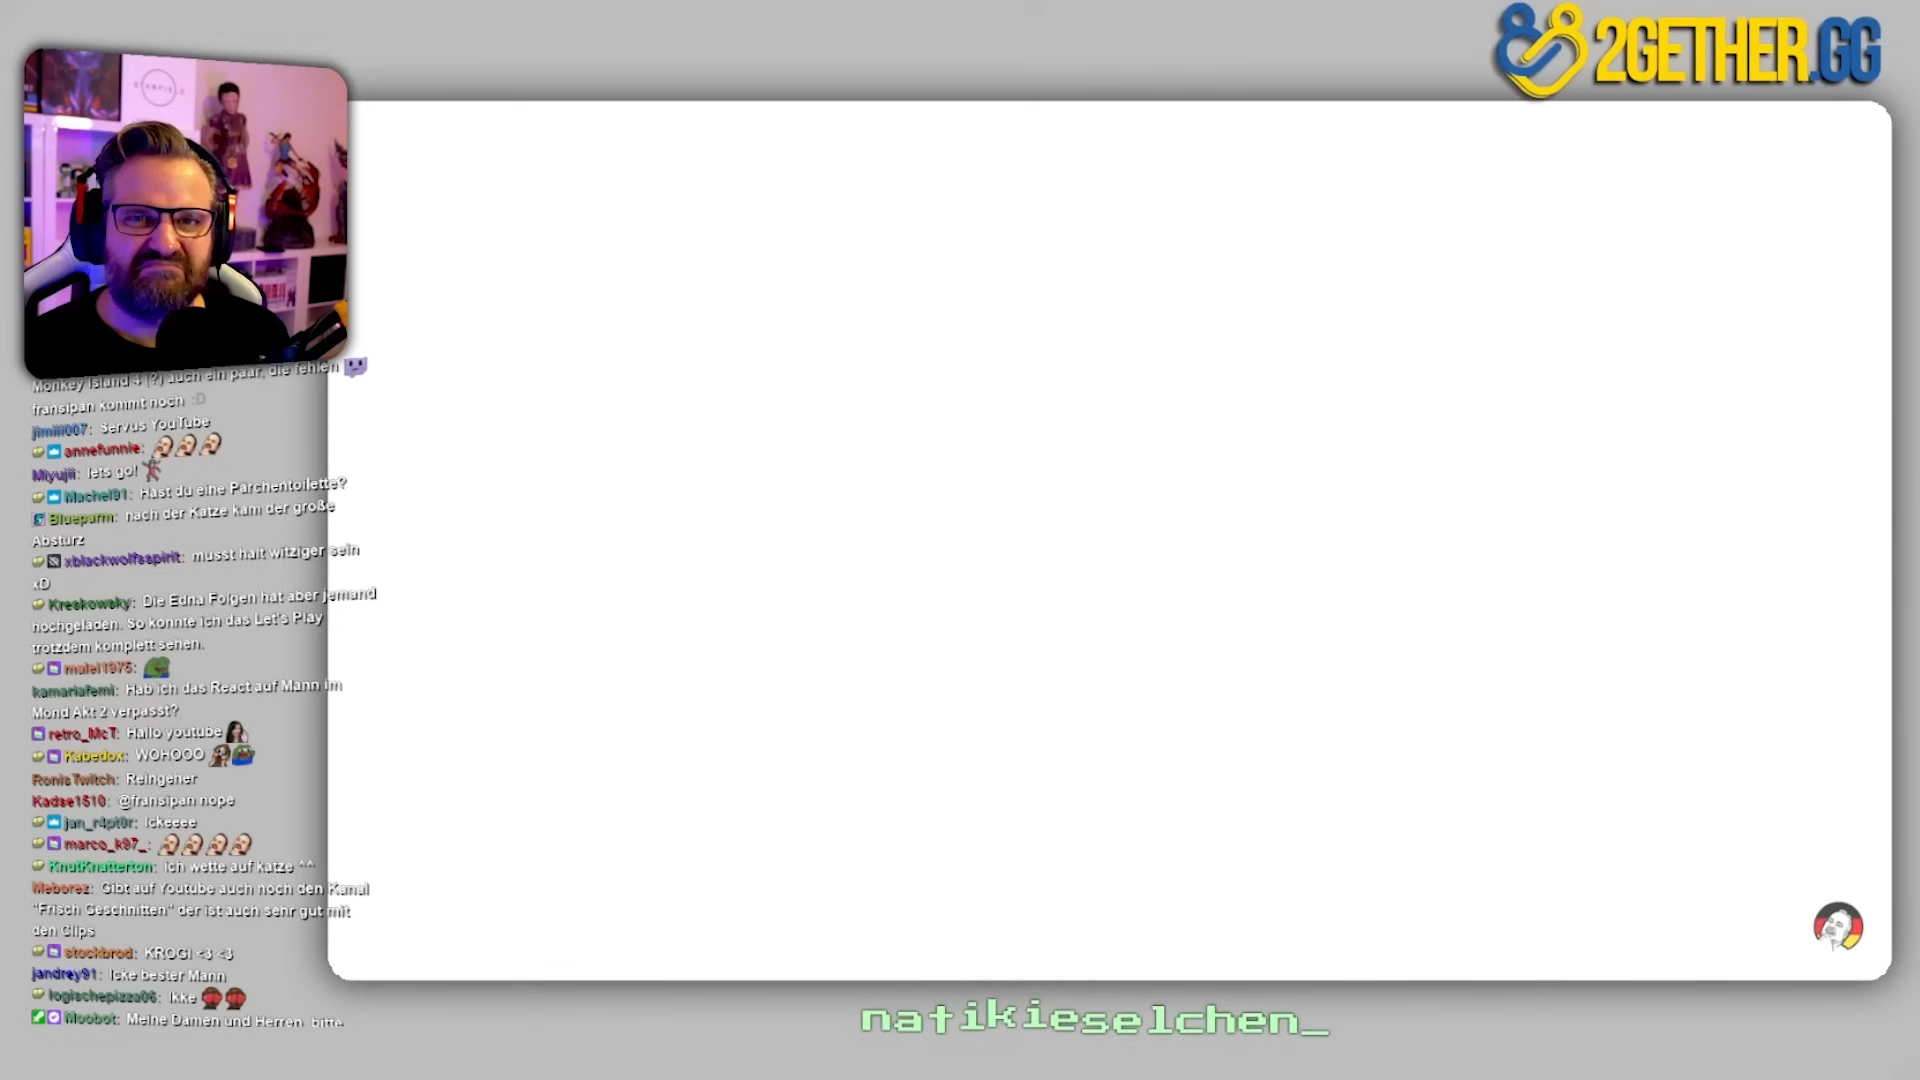 2GETHER.GG
STARFIELD
Monkey Island 4 (?) auch ein paar, die fehlen
fransipan kommt noch :D
jimiii007: Servus YouTube
annefunnie:
Miyujii: lets go!
Machel91: Hast du eine Pärchentoilette?
Blueparm: nach der Katze kam der große
Absturz
xblackwolfsspirit: musst halt witziger sein
xD
Kreskowsky: Die Edna Folgen hat aber jemand
hochgeladen. So konnte ich das Let's Play
trotzdem komplett sehen.
malei1975:
kamariafemi: Hab ich das React auf Mann im
Mond Akt 2 verpasst?
retro_McT: Hallo youtube
Kabedox: WOHOOO
RonisTwitch: Reingeher
Kadse1510: @fransipan nope
jan_r4pt0r: Ickeeee
marco_k97_:
KnutKnatterton: ich wette auf katze ^^
Meborez: Gibt auf Youtube auch noch den Kanal
"Frisch Geschnitten" der ist auch sehr gut mit
den Clips
stockbrod: KROGI <3 <3
jandrey91: Icke bester Mann
logischepizza06: Ikke
Moobot: Meine Damen und Herren, bitte
natikieselchen_